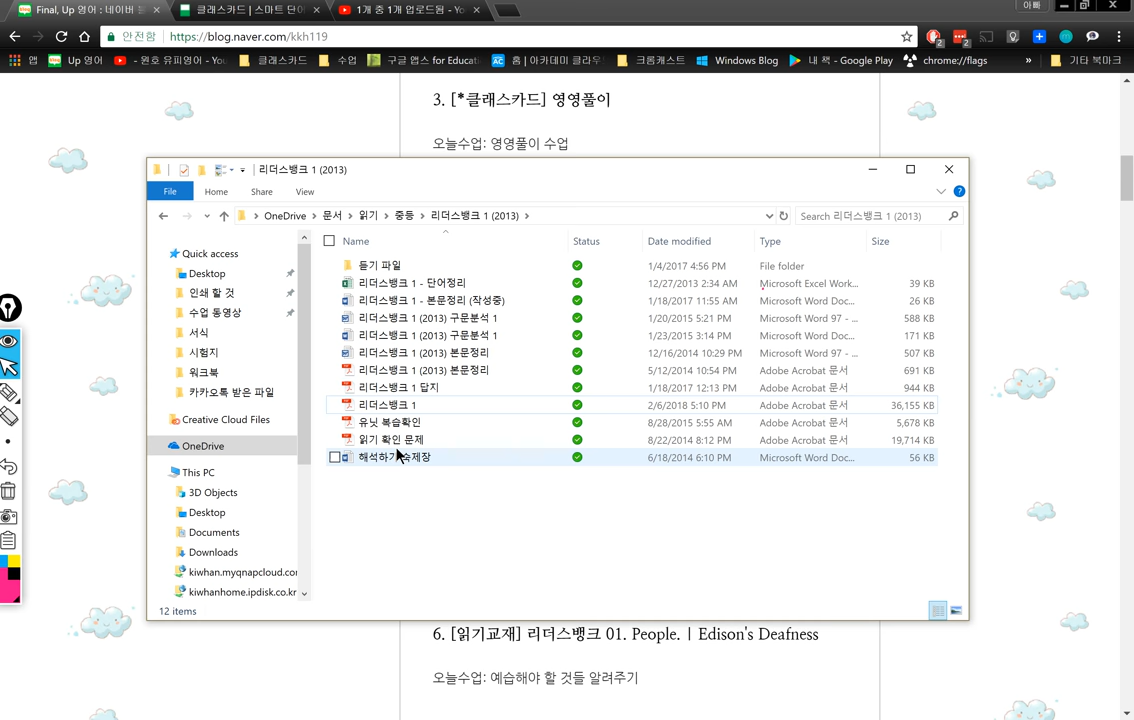 Final, Up 영어 : 네이버 블
클래스카드 | 스마트 단어
1개 중 1개 업로드됨 - You
아빠
안전함 | https://blog.naver.com/kkh119
2
2
앱
Up 영어
- 원호 유피영어 - You
클래스카드
수업
구글 앱스 for Educati
홈 | 아카데미 클라우
크롬캐스트
Windows Blog
내 책 - Google Play
chrome://flags
»
기타 북마크
3. [*클래스카드] 영영풀이
오늘수업: 영영풀이 수업
리더스뱅크 1 (2013)
File Home Share View
OneDrive > 문서 > 읽기 > 중등 > 리더스뱅크 1 (2013) >
Search 리더스뱅크 1 (2013)
Name Status Date modified Type Size
듣기 파일 1/4/2017 4:56 PM File folder
리더스뱅크 1 - 단어정리 12/27/2013 2:34 AM Microsoft Excel Work... 39 KB
리더스뱅크 1 - 본문정리 (작성중) 1/18/2017 11:55 AM Microsoft Word Doc... 26 KB
리더스뱅크 1 (2013) 구문분석 1 1/20/2015 5:21 PM Microsoft Word 97 - ... 588 KB
리더스뱅크 1 (2013) 구문분석 1 1/23/2015 3:14 PM Microsoft Word Doc... 171 KB
리더스뱅크 1 (2013) 본문정리 12/16/2014 10:29 PM Microsoft Word 97 - ... 507 KB
리더스뱅크 1 (2013) 본문정리 5/12/2014 10:54 PM Adobe Acrobat 문서 691 KB
리더스뱅크 1 답지 1/18/2017 12:13 PM Adobe Acrobat 문서 944 KB
리더스뱅크 1 2/6/2018 5:10 PM Adobe Acrobat 문서 36,155 KB
유닛 복습확인 8/28/2015 5:55 AM Adobe Acrobat 문서 5,678 KB
읽기 확인 문제 8/22/2014 8:12 PM Adobe Acrobat 문서 19,714 KB
해석하기 숙제장 6/18/2014 6:10 PM Microsoft Word Doc... 56 KB
Quick access
Desktop
인쇄 할 것
수업 동영상
서식
시험지
워크북
카카오톡 받은 파일
Creative Cloud Files
OneDrive
This PC
3D Objects
Desktop
Documents
Downloads
kiwhan.myqnapcloud.com
kiwhanhome.ipdisk.co.kr
12 items
6. [읽기교재] 리더스뱅크 01. People. | Edison's Deafness
오늘수업: 예습해야 할 것들 알려주기